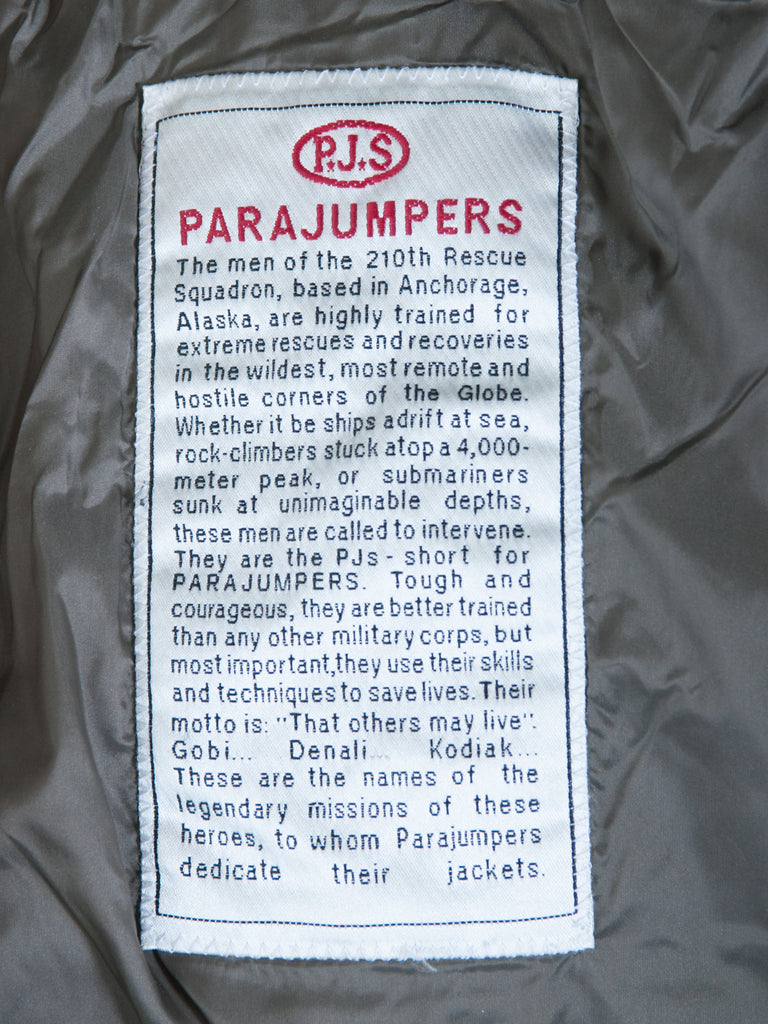 P.J.S
PARAJUMPERS
The men of the 210th Rescue
Squadron, based in Anchorage,
Alaska, are highly trained for
extreme rescues and recoveries
in the wildest, most remote and
hostile corners of the Globe.
Whether it be ships adrift at sea,
rock-climbers stuck atop a 4,000-
meter peak, or submariners
sunk at unimaginable depths,
these men are called to intervene.
They are the PJs - short for
PARAJUMPERS. Tough and
courageous, they are better trained
than any other military corps, but
most important,they use their skills
and techniques to save lives. Their
motto is: "That others may live".
Gobi... Denali... Kodiak...
These are the names of the
legendary missions of these
heroes, to whom Parajumpers
dedicate their jackets.